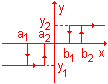 y
y₂
a₁ a₂
b₁ b₂ x
y₁